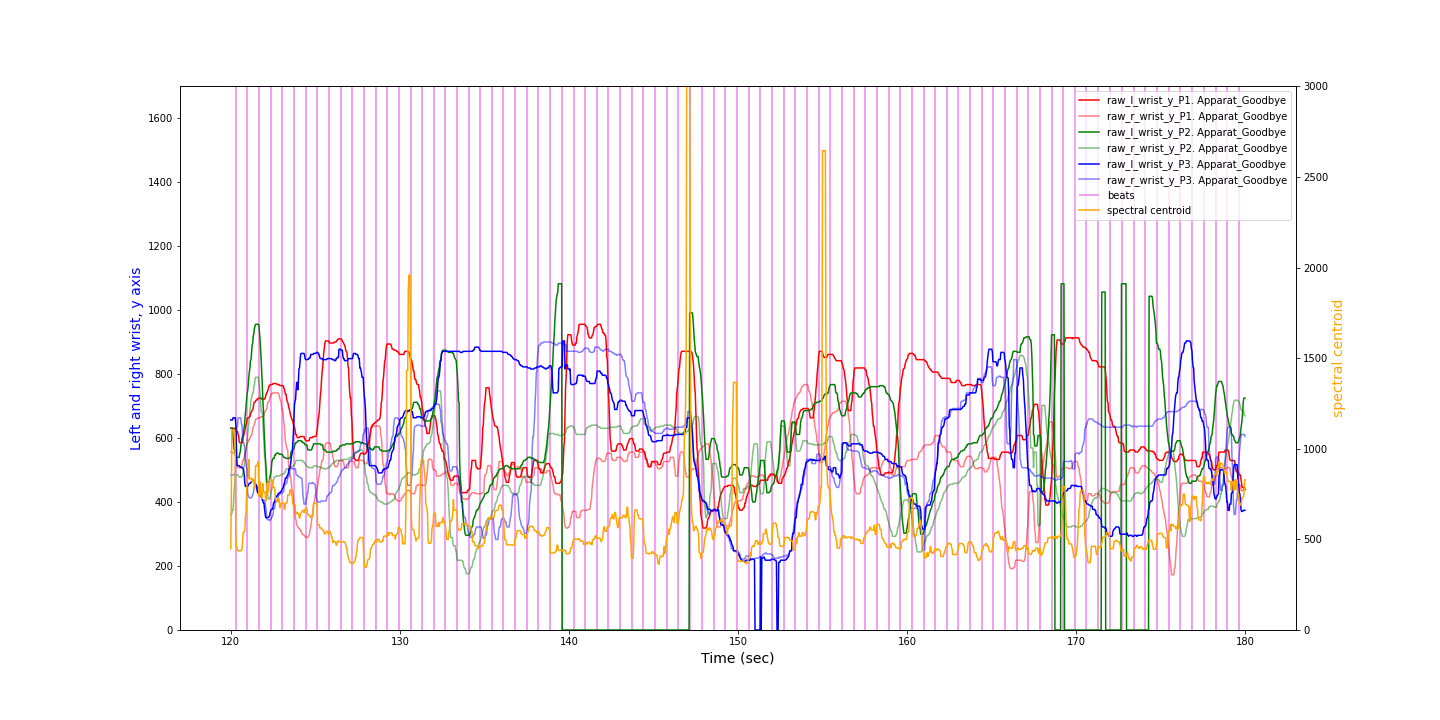 1600
1400
1200
1000
800
600
400
200
0
Left and right wrist, y axis
120
130
140
150
160
170
180
Time (sec)
3000
2500
2000
1500
1000
500
0
spectral centroid
raw_l_wrist_y_P1. Apparat_Goodbye
raw_r_wrist_y_P1. Apparat_Goodbye
raw_l_wrist_y_P2. Apparat_Goodbye
raw_r_wrist_y_P2. Apparat_Goodbye
raw_l_wrist_y_P3. Apparat_Goodbye
raw_r_wrist_y_P3. Apparat_Goodbye
beats
spectral centroid